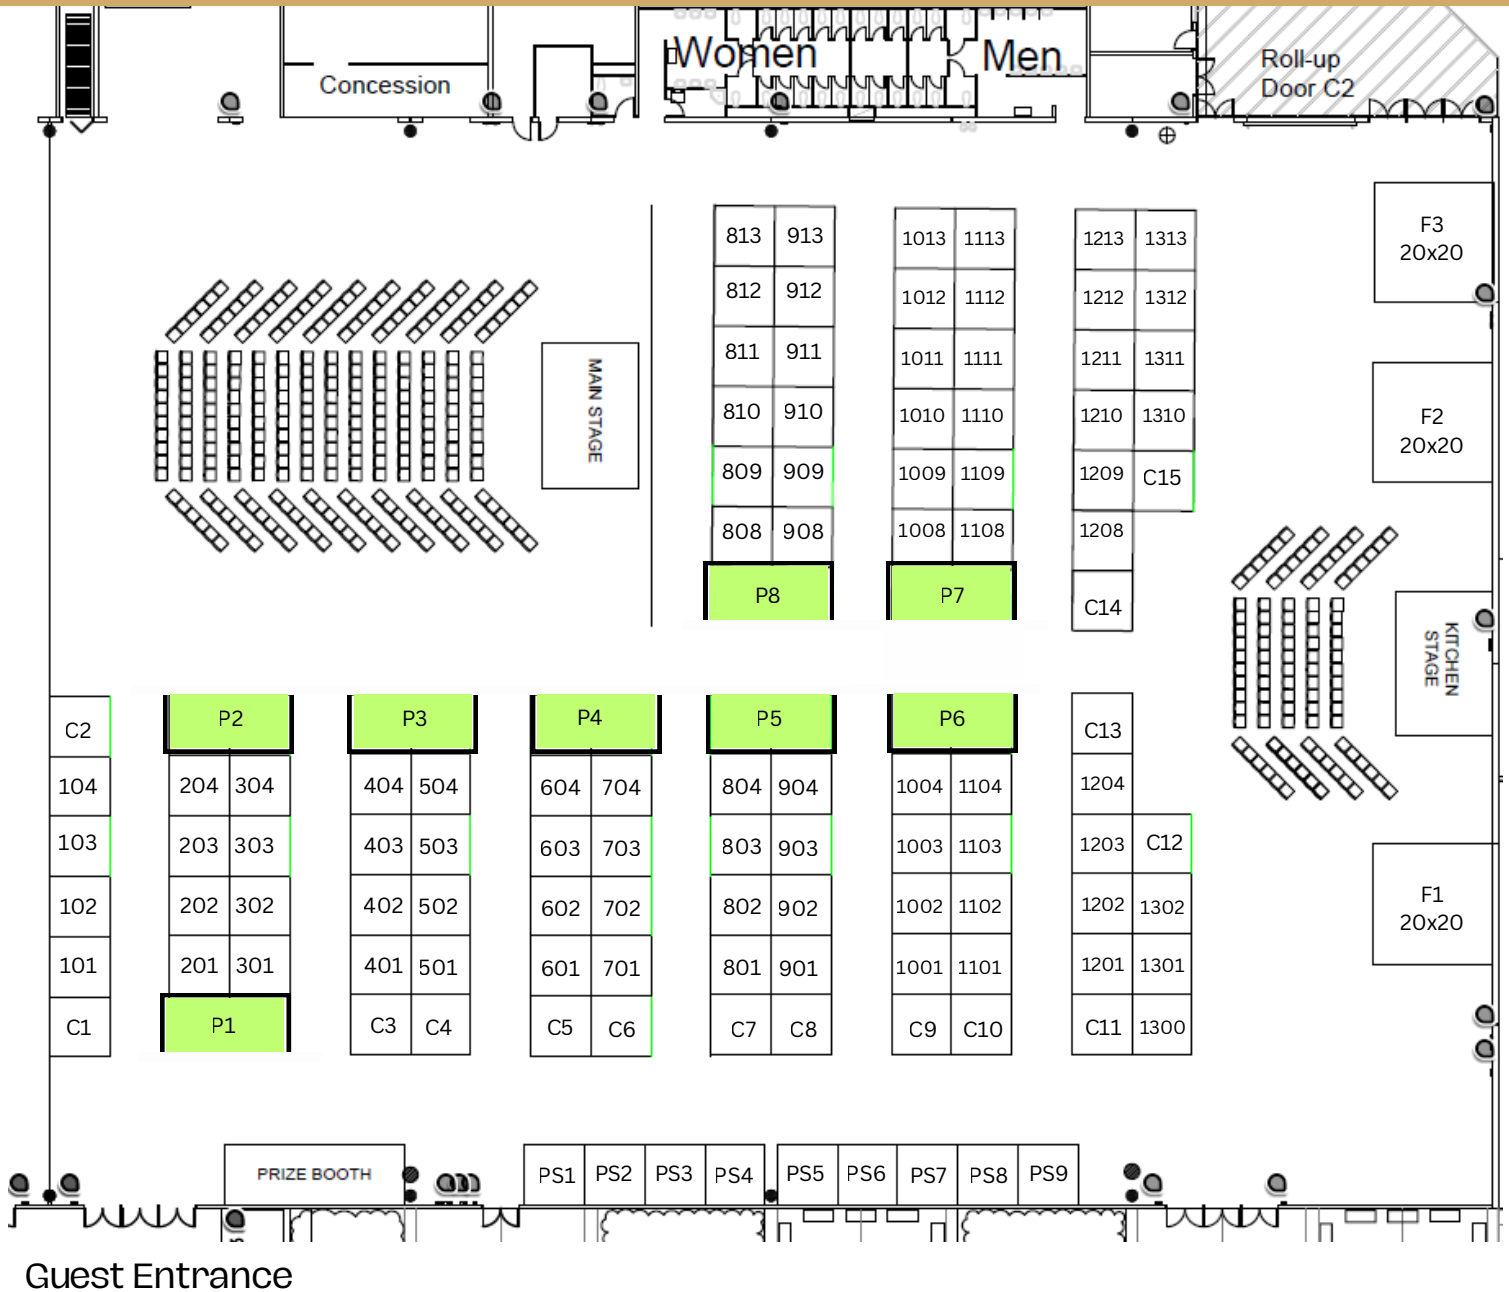 Women
Men
Concession
Roll-up
Door C2
F3
20x20
813 913 1013 1113 1213 1313
812 912 1012 1112 1212 1312
811 911 1011 1111 1211 1311
MAIN STAGE
810 910 1010 1110 1210 1310
F2
20x20
809 909 1009 1109 1209 C15
808 908 1008 1108 1208
P8 P7 C14
KITCHEN
STAGE
C2 P2 P3 P4 P5 P6 C13
104 204 304 404 504 604 704 804 904 1004 1104 1204
103 203 303 403 503 603 703 803 903 1003 1103 1203 C12
F1
20x20
102 202 302 402 502 602 702 802 902 1002 1102 1202 1302
101 201 301 401 501 601 701 801 901 1001 1101 1201 1301
C1 P1 C3 C4 C5 C6 C7 C8 C9 C10 C11 1300
PRIZE BOOTH PS1 PS2 PS3 PS4 PS5 PS6 PS7 PS8 PS9
Guest Entrance